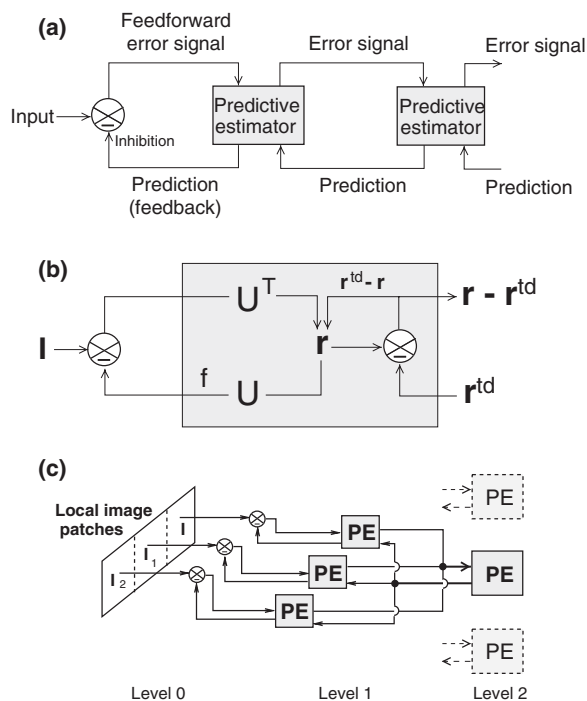 (a)
Feedforward
error signal
Error signal
Error signal
Input
Inhibition
Predictive
estimator
Predictive
estimator
Prediction
(feedback)
Prediction
Prediction
(b)
I
U^T
r^td - r
r - r^td
r
f
U
r^td
(c)
Local image
patches
I
I_1
I_2
PE
PE
PE
PE
PE
PE
Level 0
Level 1
Level 2